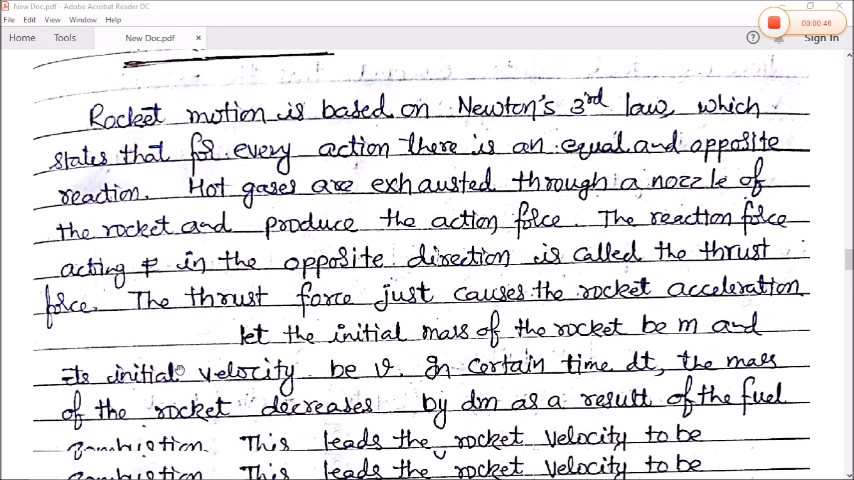 New Doc.pdf - Adobe Acrobat Reader DC
File Edit View Window Help
Home Tools New Doc.pdf × 00:00:46 Sign In
Rocket motion is based on Newton's 3rd law, which
states that for every action there is an equal and opposite
reaction. Hot gases are exhausted through a nozzle of
the rocket and produce the action force. The reaction force
acting in the opposite direction is called the thrust
force. The thrust force just causes the rocket acceleration
let the initial mass of the rocket be m and
its initial velocity be v. In certain time dt, the mass
of the rocket decreases by dm as a result of the fuel
combustion. This leads the rocket velocity to be
combustion. This leads the rocket velocity to be